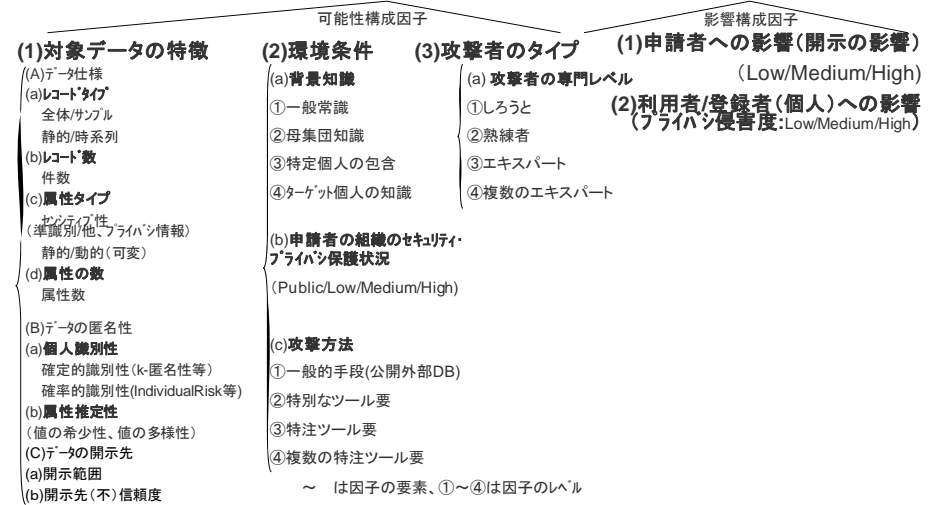 可能性構成因子
影響構成因子
(1)対象データの特徴
(A)データ仕様
(a)レコードタイプ
全体/サンプル
静的/時系列
(b)レコード数
件数
(c)属性タイプ
センシティブ性
(準識別/他、プライバシ情報)
静的/動的(可変)
(d)属性の数
属性数
(B)データの匿名性
(a)個人識別性
確定的識別性(k-匿名性等)
確率的識別性(IndividualRisk等)
(b)属性推定性
(値の希少性、値の多様性)
(C)データの開示先
(a)開示範囲
(b)開示先(不)信頼度
(2)環境条件
(a)背景知識
①一般常識
②母集団知識
③特定個人の包含
④ターゲット個人の知識
(b)申請者の組織のセキュリティ・
プライバシ保護状況
(Public/Low/Medium/High)
(c)攻撃方法
①一般的手段(公開外部DB)
②特別なツール要
③特注ツール要
④複数の特注ツール要
(3)攻撃者のタイプ
(a) 攻撃者の専門レベル
①しろうと
②熟練者
③エキスパート
④複数のエキスパート
(1)申請者への影響(開示の影響)
(Low/Medium/High)
(2)利用者/登録者(個人)への影響
(プライバシ侵害度:Low/Medium/High)
~ は因子の要素、①~④は因子のレベル